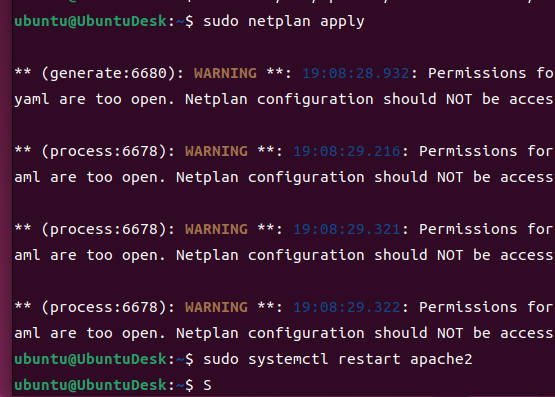 ubuntu@UbuntuDesk:~$ sudo netplan apply
** (generate:6680): WARNING **: 19:08:28.932: Permissions fo
yaml are too open. Netplan configuration should NOT be acces
** (process:6678): WARNING **: 19:08:29.216: Permissions for
aml are too open. Netplan configuration should NOT be access
** (process:6678): WARNING **: 19:08:29.321: Permissions for
aml are too open. Netplan configuration should NOT be access
** (process:6678): WARNING **: 19:08:29.322: Permissions for
aml are too open. Netplan configuration should NOT be access
ubuntu@UbuntuDesk:~$ sudo systemctl restart apache2
ubuntu@UbuntuDesk:~$ S